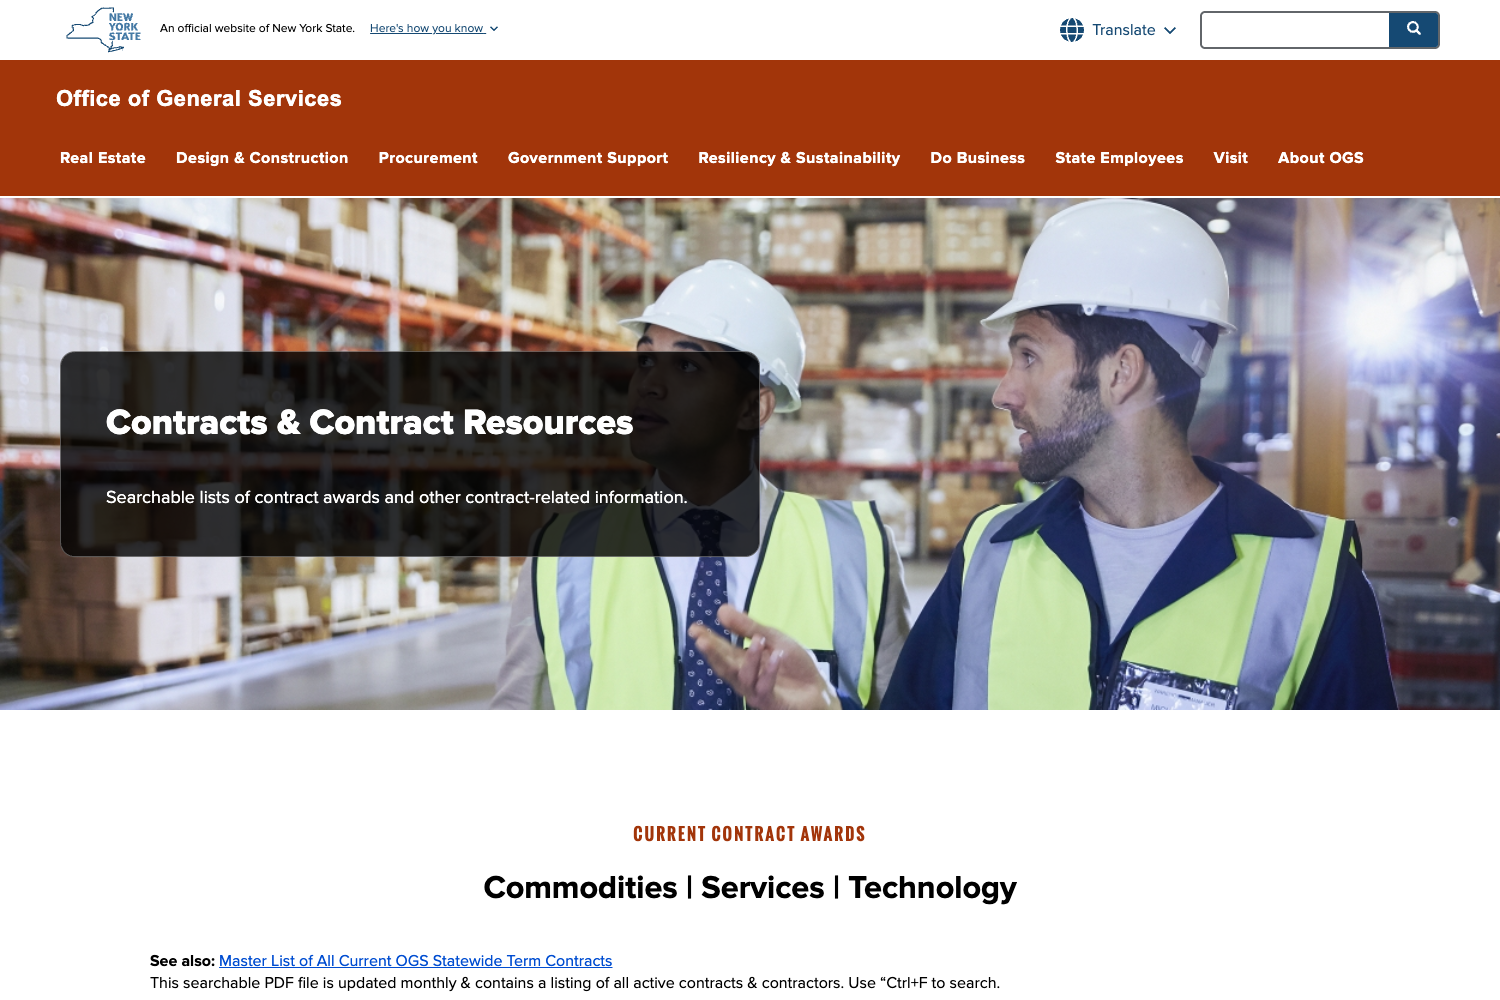 NEW
YORK
STATE
An official website of New York State.
Here's how you know
Translate
Office of General Services
Real Estate
Design & Construction
Procurement
Government Support
Resiliency & Sustainability
Do Business
State Employees
Visit
About OGS
Contracts & Contract Resources
Searchable lists of contract awards and other contract-related information.
CURRENT CONTRACT AWARDS
Commodities | Services | Technology
See also: Master List of All Current OGS Statewide Term Contracts
This searchable PDF file is updated monthly & contains a listing of all active contracts & contractors. Use “Ctrl+F to search.